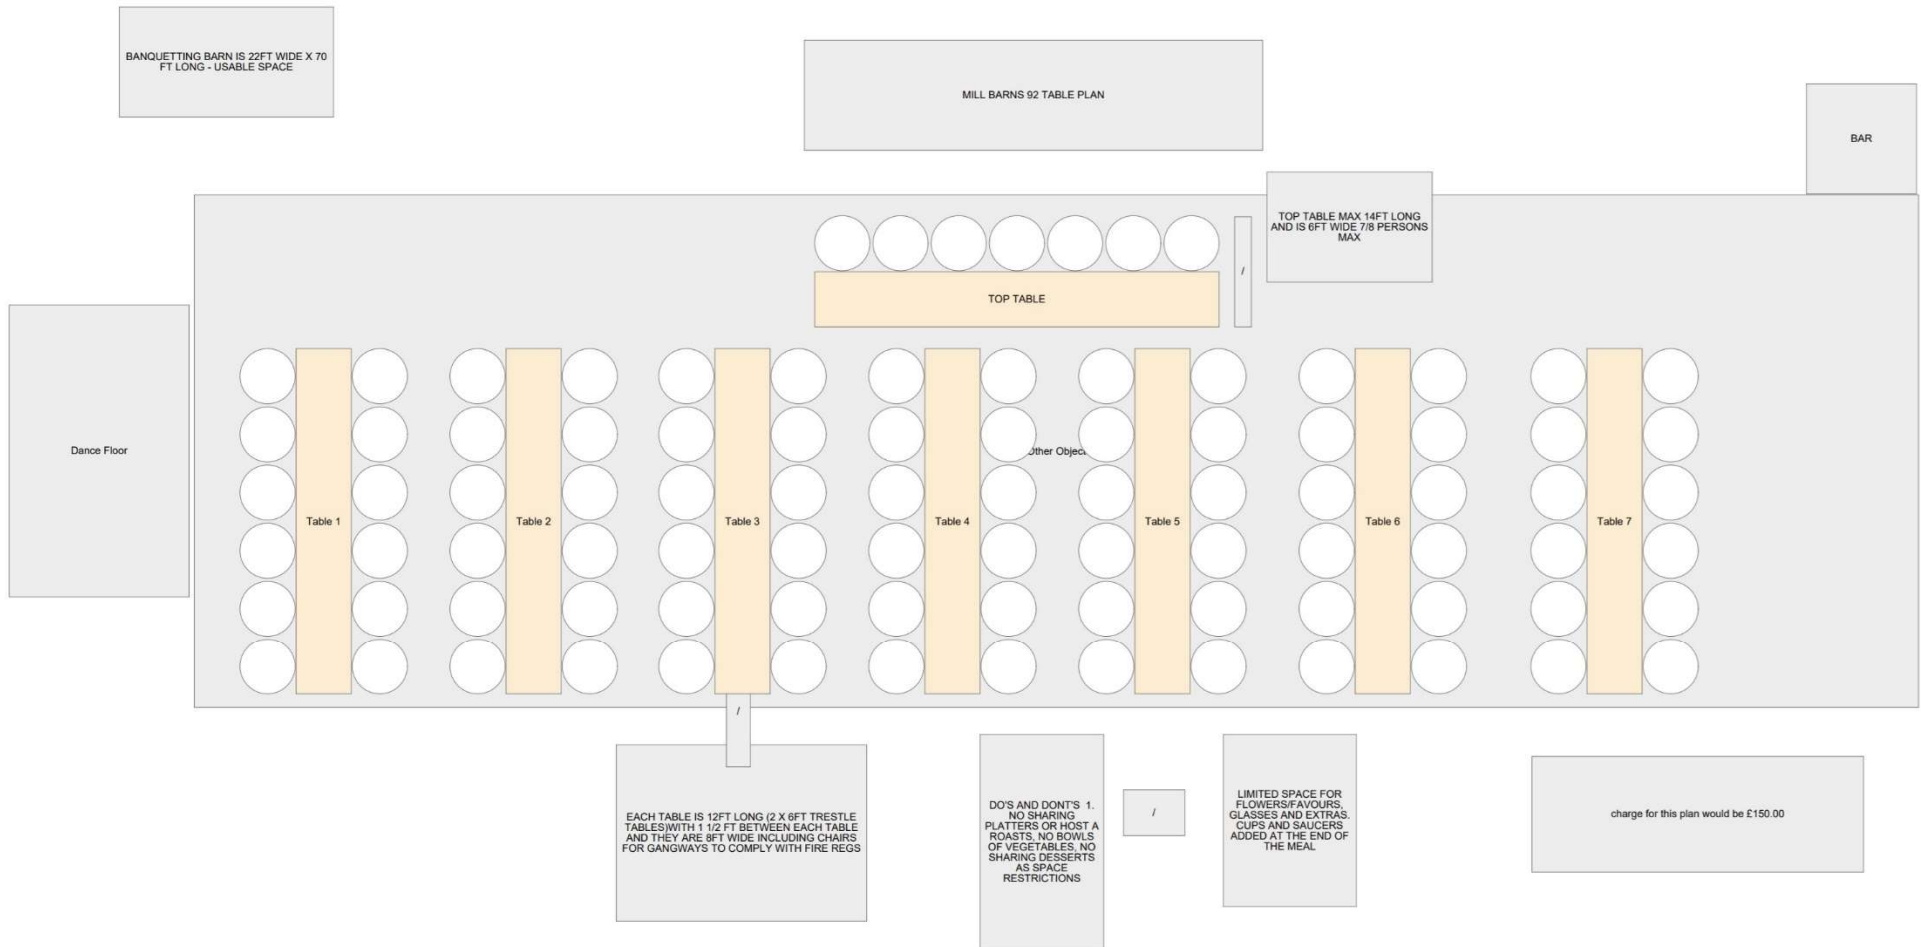 BANQUETTING BARN IS 22FT WIDE X 70
FT LONG - USABLE SPACE
MILL BARNS 92 TABLE PLAN
BAR
TOP TABLE MAX 14FT LONG
AND IS 6FT WIDE 7/8 PERSONS
MAX
/
TOP TABLE
Dance Floor
Other Objec
Table 1
Table 2
Table 3
Table 4
Table 5
Table 6
Table 7
/
EACH TABLE IS 12FT LONG (2 X 6FT TRESTLE
TABLES)WITH 1 1/2 FT BETWEEN EACH TABLE
AND THEY ARE 8FT WIDE INCLUDING CHAIRS
FOR GANGWAYS TO COMPLY WITH FIRE REGS
DO'S AND DONT'S 1.
NO SHARING
PLATTERS OR HOST A
ROASTS, NO BOWLS
OF VEGETABLES, NO
SHARING DESSERTS
AS SPACE
RESTRICTIONS
/
LIMITED SPACE FOR
FLOWERS/FAVOURS,
GLASSES AND EXTRAS.
CUPS AND SAUCERS
ADDED AT THE END OF
THE MEAL
charge for this plan would be £150.00